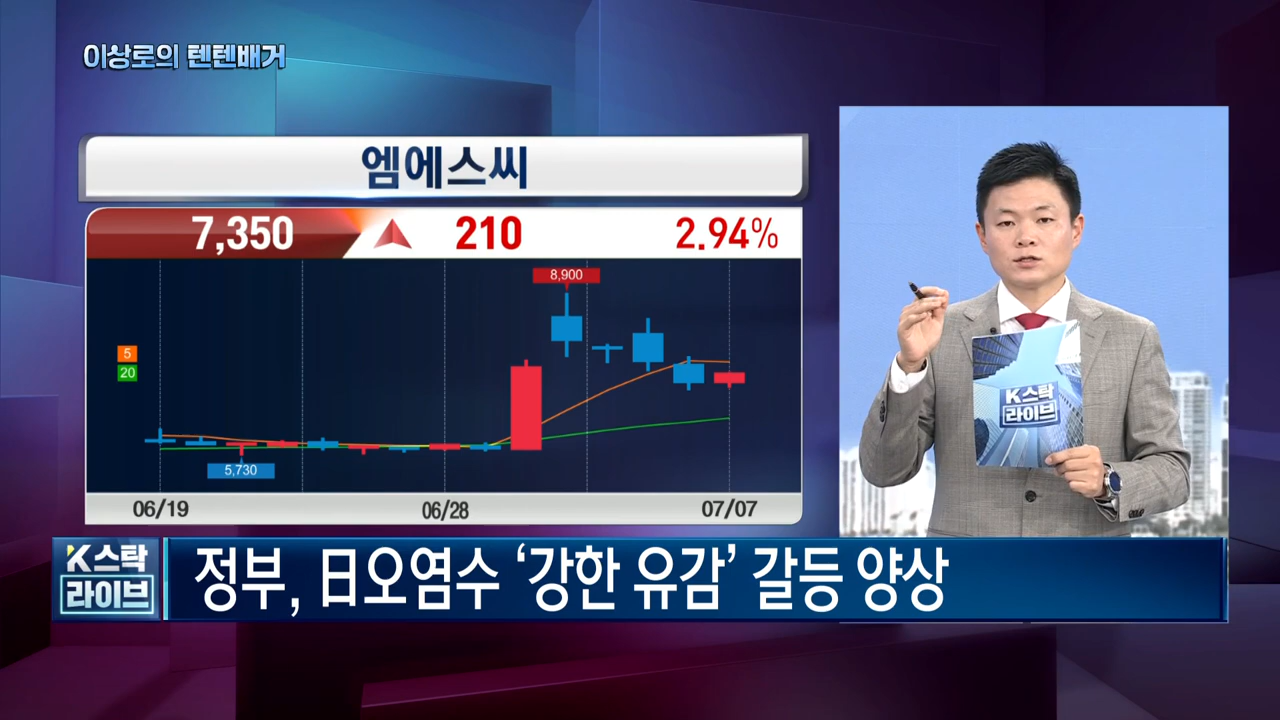 이상로의 텐텐배거
엠에스씨
7,350 ▲ 210 2.94%
8,900
5
20
5,730
06/19 06/28 07/07
K스탁
라이브
K스탁
라이브
정부, 日오염수 ‘강한 유감’ 갈등 양상